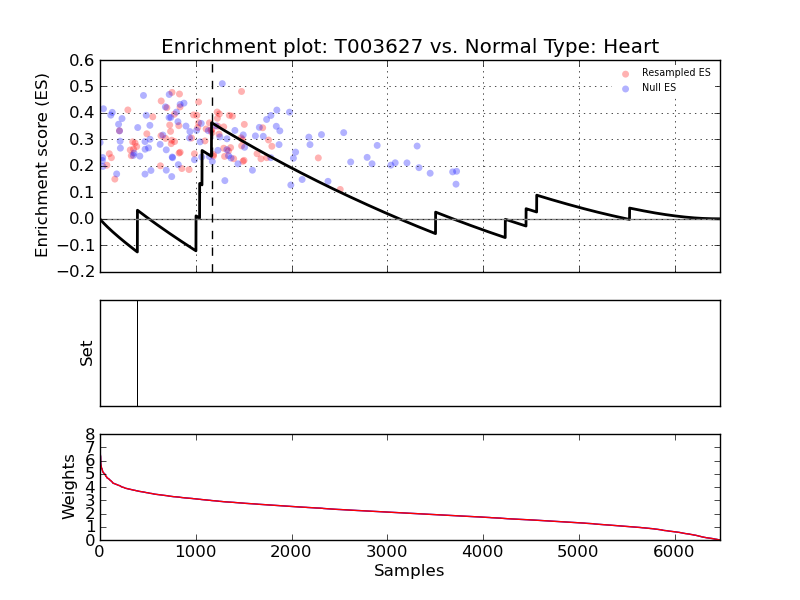 Enrichment plot: T003627 vs. Normal Type: Heart
Enrichment score (ES)
0.6
0.5
0.4
0.3
0.2
0.1
0.0
−0.1
−0.2
Resampled ES
Null ES
Set
Weights
8
7
6
5
4
3
2
1
0
0 1000 2000 3000 4000 5000 6000
Samples